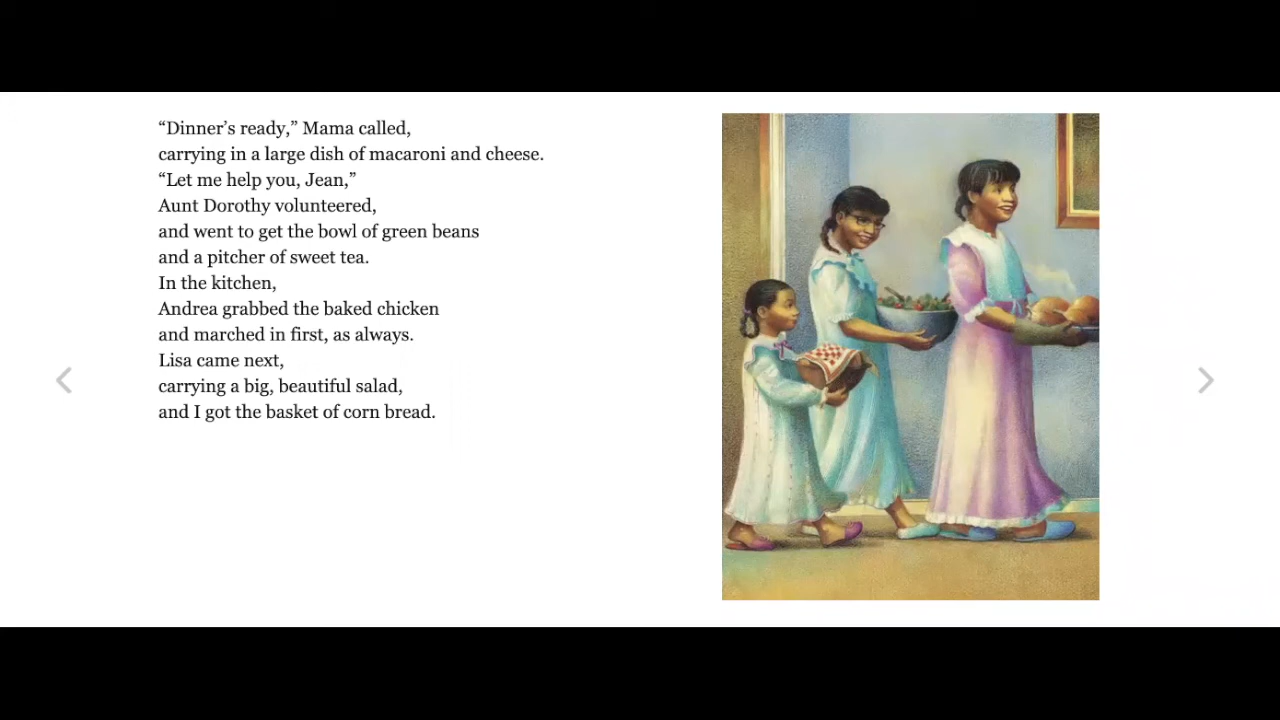 “Dinner’s ready,” Mama called,
carrying in a large dish of macaroni and cheese.
“Let me help you, Jean,”
Aunt Dorothy volunteered,
and went to get the bowl of green beans
and a pitcher of sweet tea.
In the kitchen,
Andrea grabbed the baked chicken
and marched in first, as always.
Lisa came next,
carrying a big, beautiful salad,
and I got the basket of corn bread.